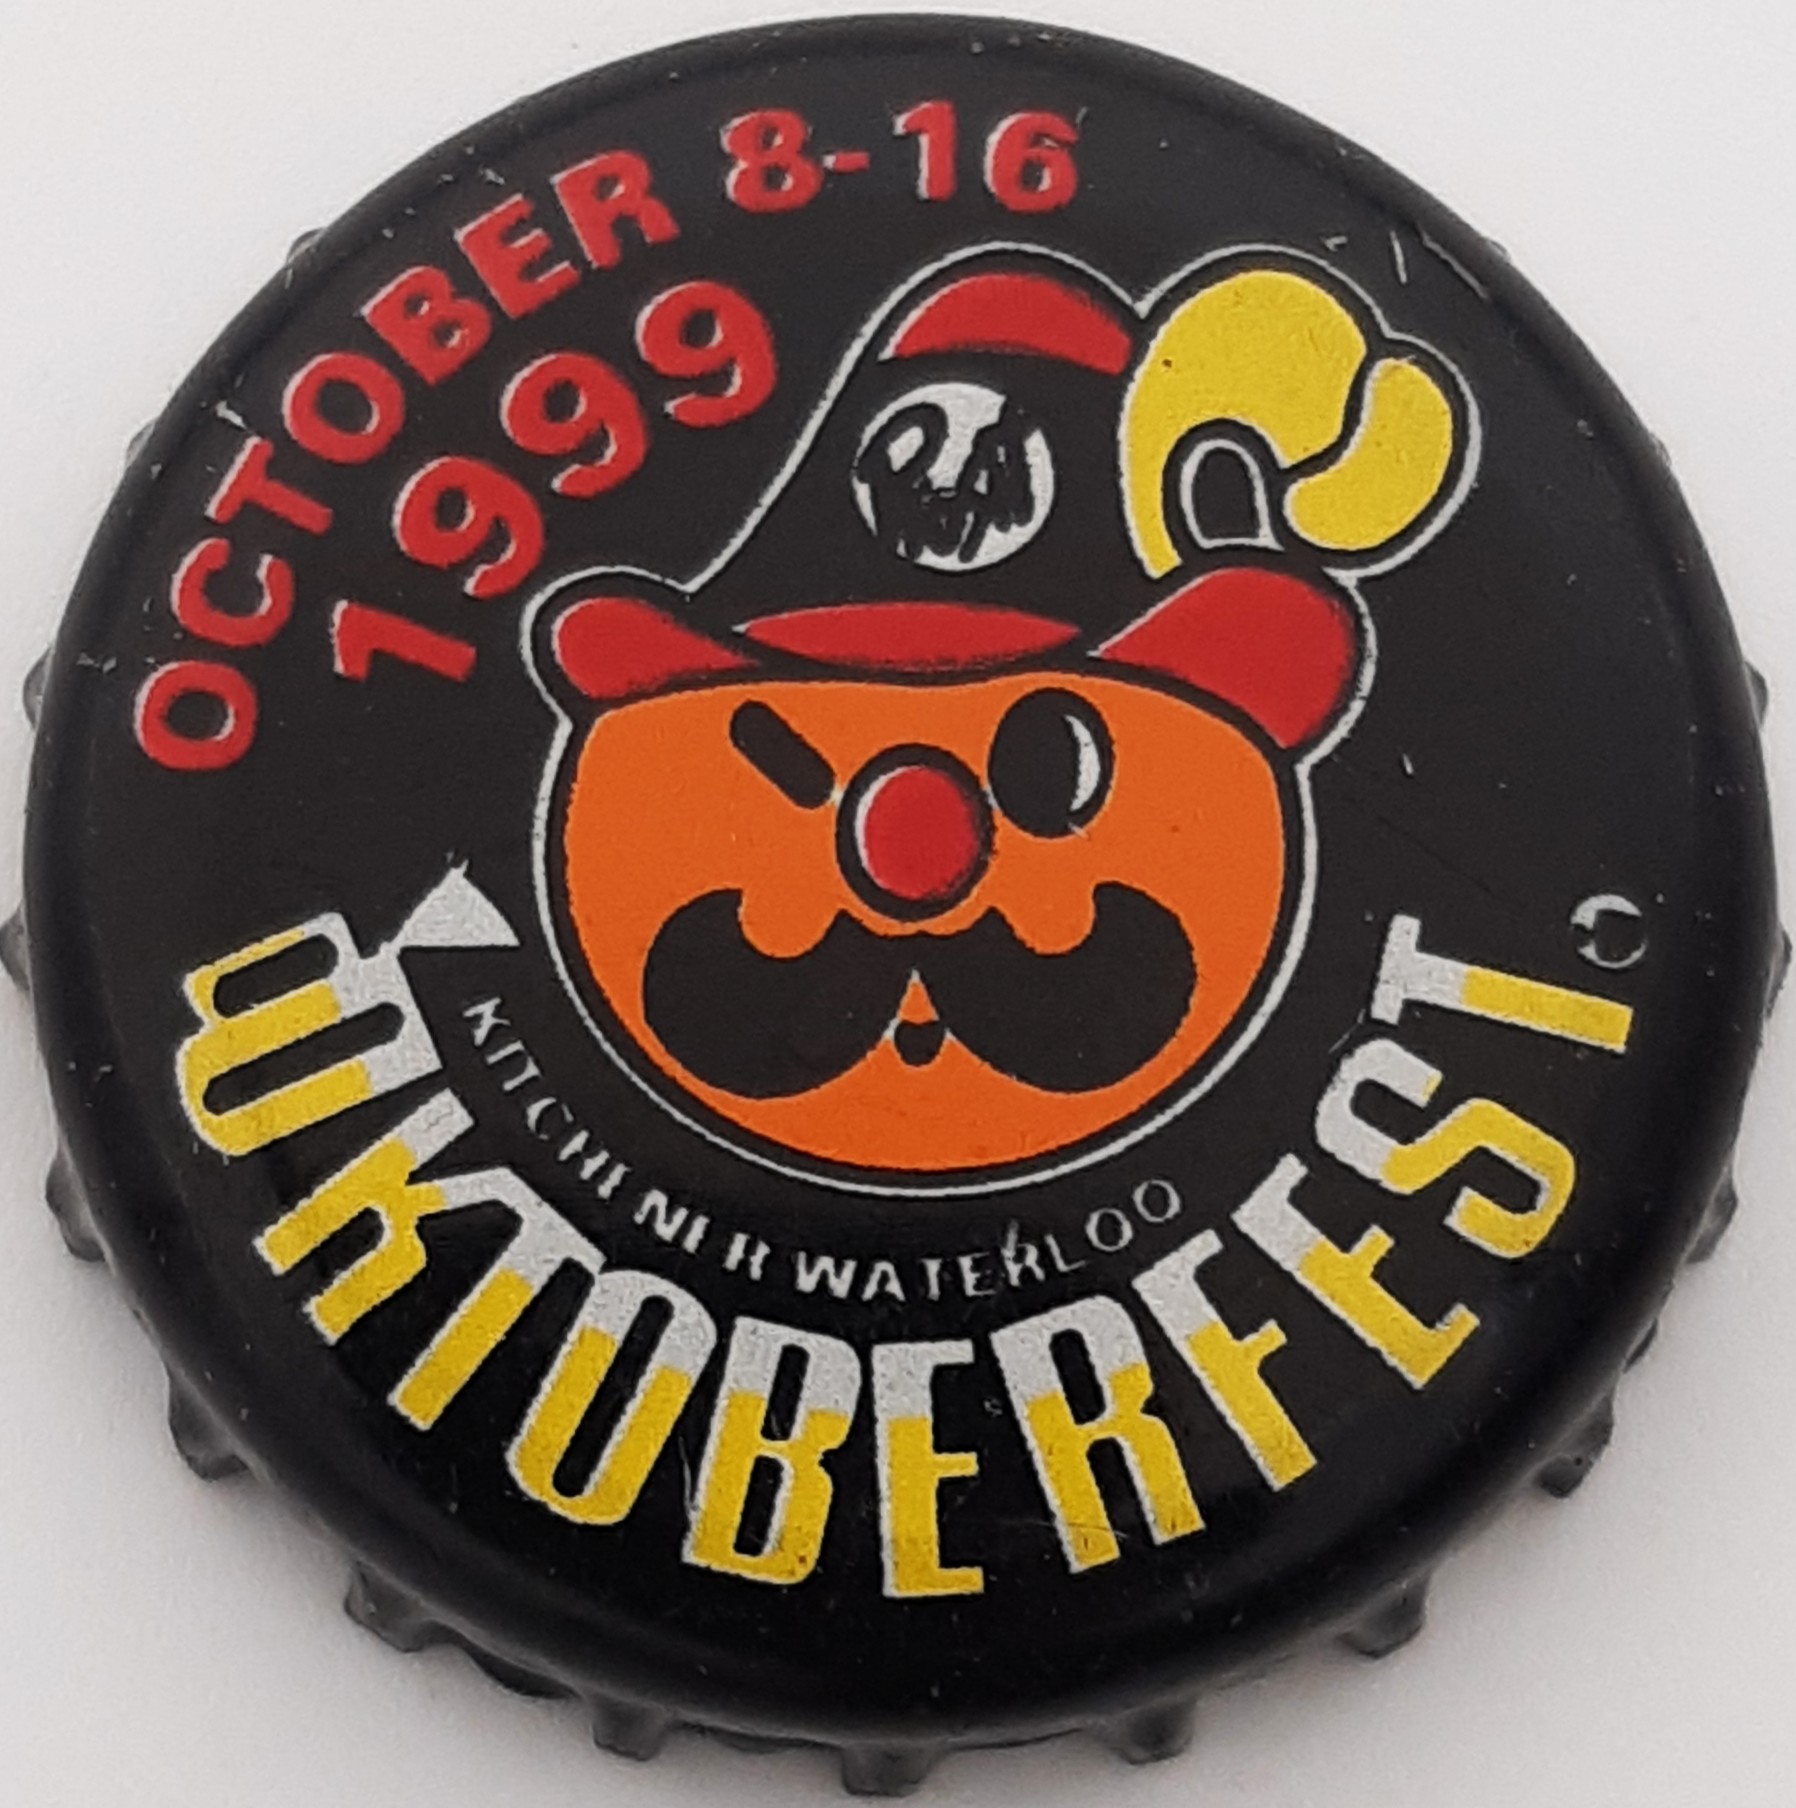 OCTOBER 8-16
1999
KITCHENER WATERLOO
OKTOBERFEST